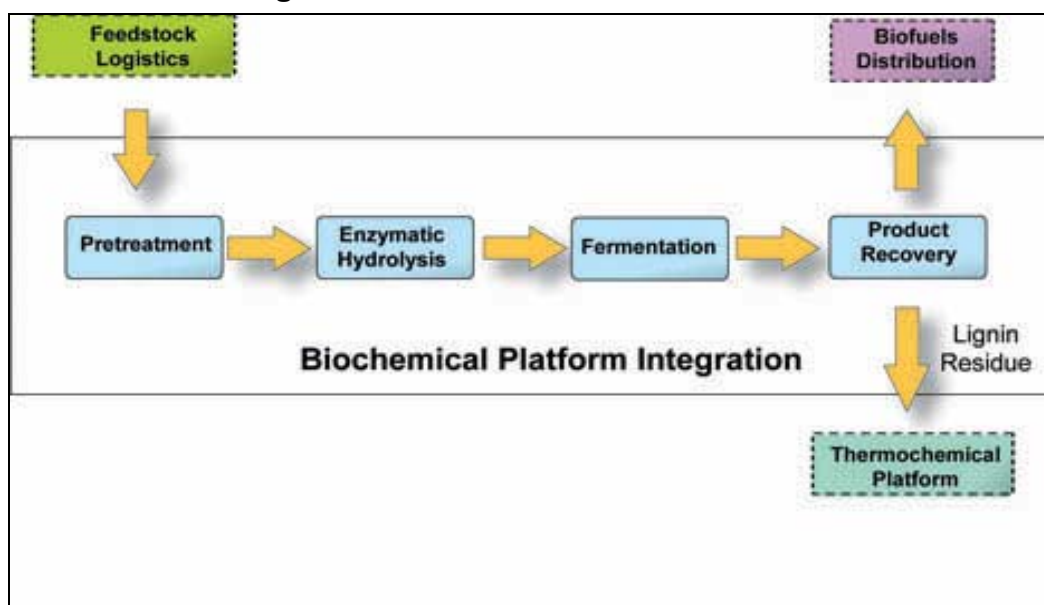 Feedstock
Logistics
Biofuels
Distribution
Pretreatment
Enzymatic
Hydrolysis
Fermentation
Product
Recovery
Biochemical Platform Integration
Lignin
Residue
Thermochemical
Platform